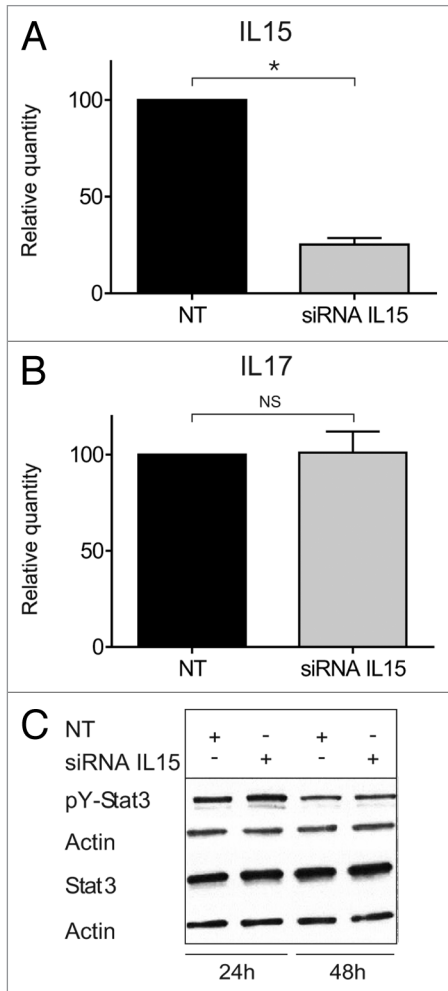 A
IL15
Relative quantity
100
50
0
*
NT
siRNA IL15
B
IL17
Relative quantity
100
50
0
NS
NT
siRNA IL15
C
NT + - + -
siRNA IL15 - + - +
pY-Stat3
Actin
Stat3
Actin
24h 48h